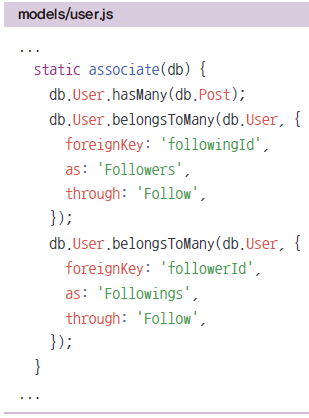 models/user.js
...
static associate(db) {
db.User.hasMany(db.Post);
db.User.belongsToMany(db.User, {
foreignKey: 'followingId',
as: 'Followers',
through: 'Follow',
});
db.User.belongsToMany(db.User, {
foreignKey: 'followerId',
as: 'Followings',
through: 'Follow',
});
}
...